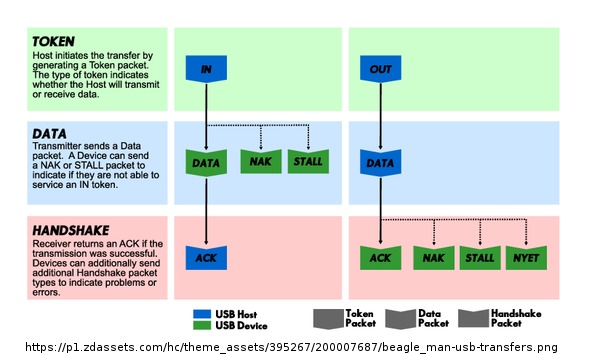 TOKEN
Host initiates the transfer by
generating a Token packet.
The type of token indicates
whether the Host will transmit
or receive data.
IN
OUT
DATA
Transmitter sends a Data
packet. A Device can send
a NAK or STALL packet to
indicate if they are not able to
service an IN token.
DATA
NAK
STALL
DATA
HANDSHAKE
Receiver returns an ACK if the
transmission was successful.
Devices can additionally send
additional Handshake packet
types to indicate problems or
errors.
ACK
ACK
NAK
STALL
NYET
USB Host
USB Device
Token
Packet
Data
Packet
Handshake
Packet
https://p1.zdassets.com/hc/theme_assets/395267/200007687/beagle_man-usb-transfers.png